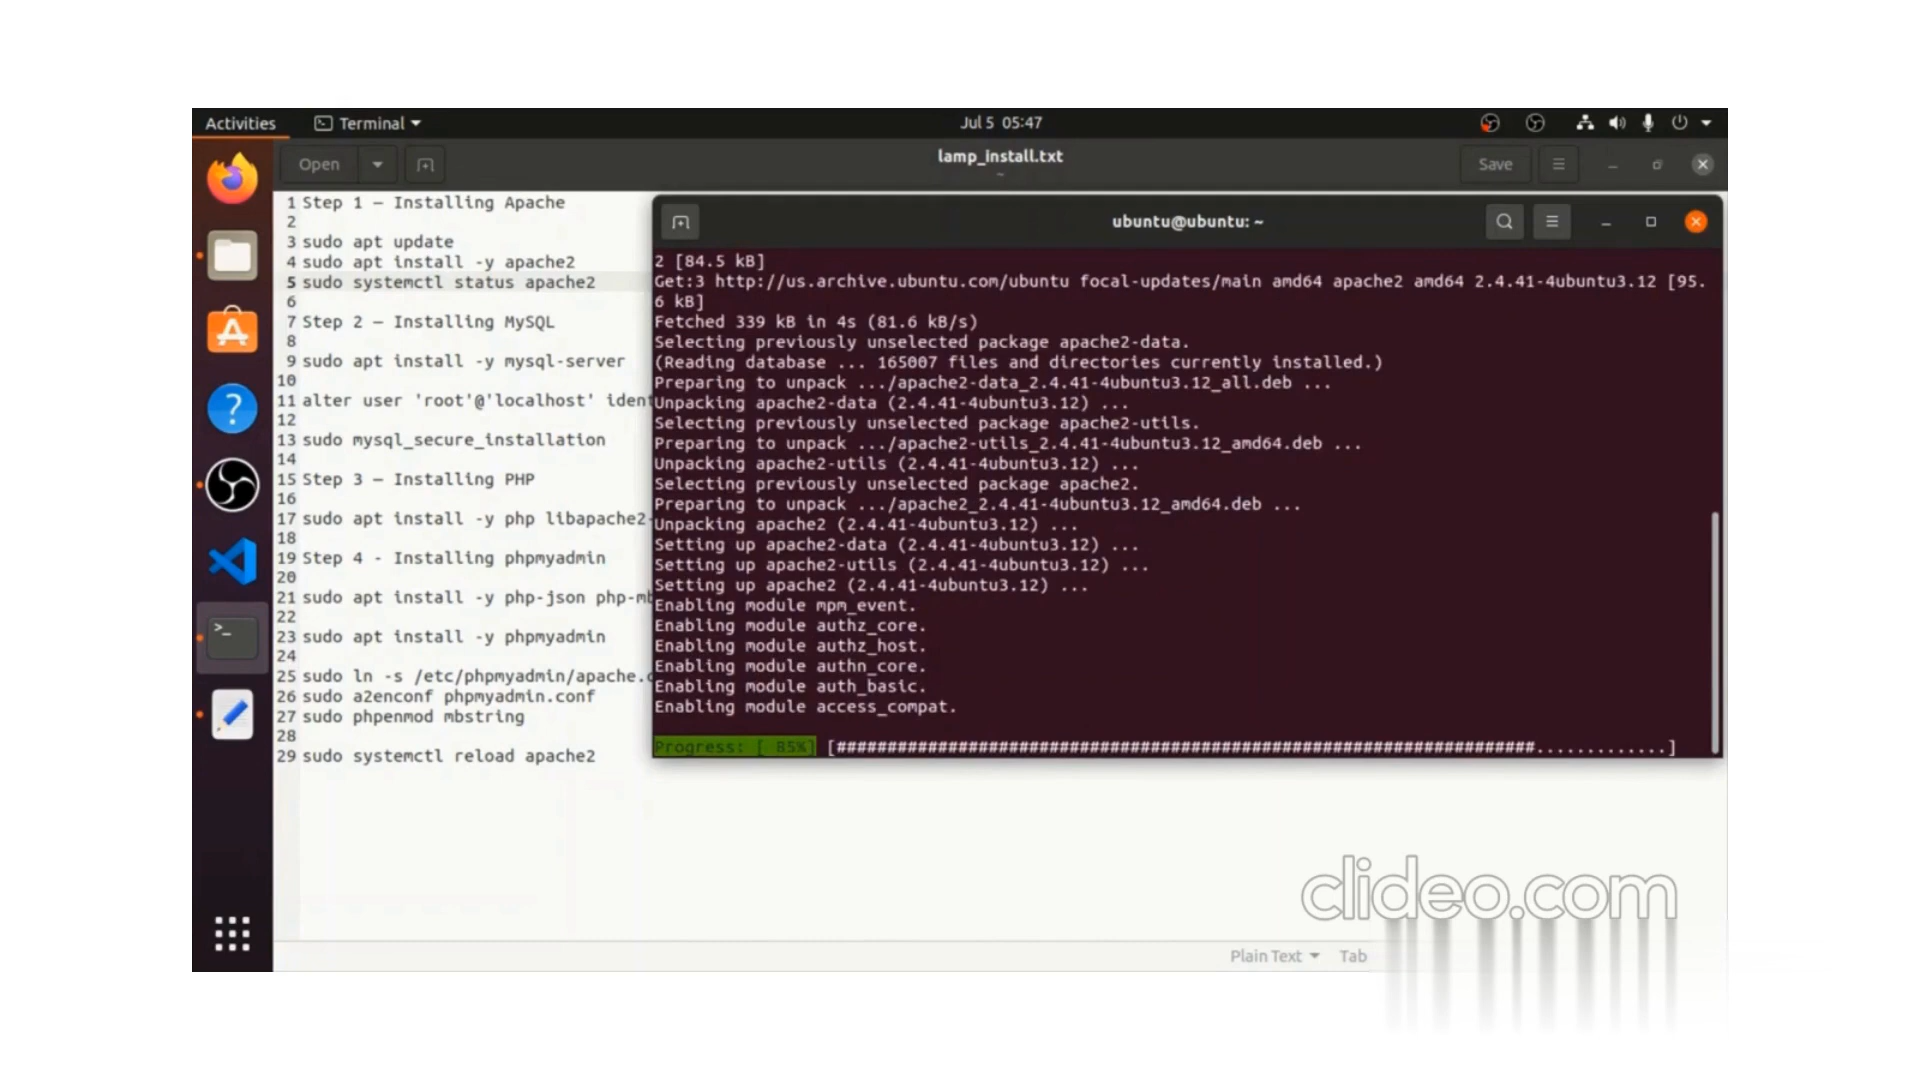 Activities
Terminal
Jul 5 05:47
Open
lamp_install.txt
~
Save
1 Step 1 – Installing Apache
2
3 sudo apt update
4 sudo apt install -y apache2
5 sudo systemctl status apache2
6
7 Step 2 – Installing MySQL
8
9 sudo apt install -y mysql-server
10
11 alter user 'root'@'localhost' ident
12
13 sudo mysql_secure_installation
14
15 Step 3 – Installing PHP
16
17 sudo apt install -y php libapache2-
18
19 Step 4 - Installing phpmyadmin
20
21 sudo apt install -y php-json php-mb
22
23 sudo apt install -y phpmyadmin
24
25 sudo ln -s /etc/phpmyadmin/apache.c
26 sudo a2enconf phpmyadmin.conf
27 sudo phpenmod mbstring
28
29 sudo systemctl reload apache2
ubuntu@ubuntu: ~
2 [84.5 kB]
Get:3 http://us.archive.ubuntu.com/ubuntu focal-updates/main amd64 apache2 amd64 2.4.41-4ubuntu3.12 [95.
6 kB]
Fetched 339 kB in 4s (81.6 kB/s)
Selecting previously unselected package apache2-data.
(Reading database ... 165007 files and directories currently installed.)
Preparing to unpack .../apache2-data_2.4.41-4ubuntu3.12_all.deb ...
Unpacking apache2-data (2.4.41-4ubuntu3.12) ...
Selecting previously unselected package apache2-utils.
Preparing to unpack .../apache2-utils_2.4.41-4ubuntu3.12_amd64.deb ...
Unpacking apache2-utils (2.4.41-4ubuntu3.12) ...
Selecting previously unselected package apache2.
Preparing to unpack .../apache2_2.4.41-4ubuntu3.12_amd64.deb ...
Unpacking apache2 (2.4.41-4ubuntu3.12) ...
Setting up apache2-data (2.4.41-4ubuntu3.12) ...
Setting up apache2-utils (2.4.41-4ubuntu3.12) ...
Setting up apache2 (2.4.41-4ubuntu3.12) ...
Enabling module mpm_event.
Enabling module authz_core.
Enabling module authz_host.
Enabling module authn_core.
Enabling module auth_basic.
Enabling module access_compat.
Progress: [ 85%] [#####################################################################.............]
clideo.com
Plain Text
Tab